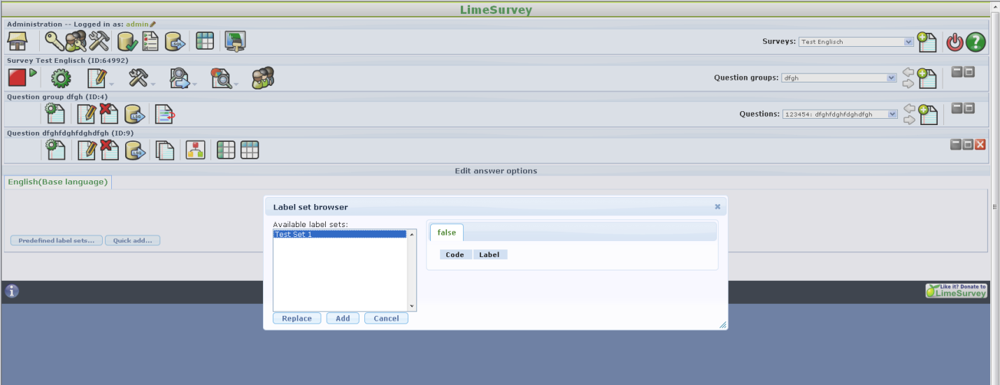 LimeSurvey
Administration -- Logged in as: admin
SQL
Surveys: Test Englisch
?
Survey Test Englisch (ID:64992)
Question groups: dfgh
Question group dfgh (ID:4)
LSG
Questions: 123454: dfghfdghfdghdfgh
Question dfghfdghfdghdfgh (ID:9)
LSQ
Edit answer options
English(Base language)
Label set browser
Available label sets:
Test Set 1
false
Code Label
Predefined label sets... Quick add...
Replace Add Cancel
i
Like it? Donate to
LimeSurvey